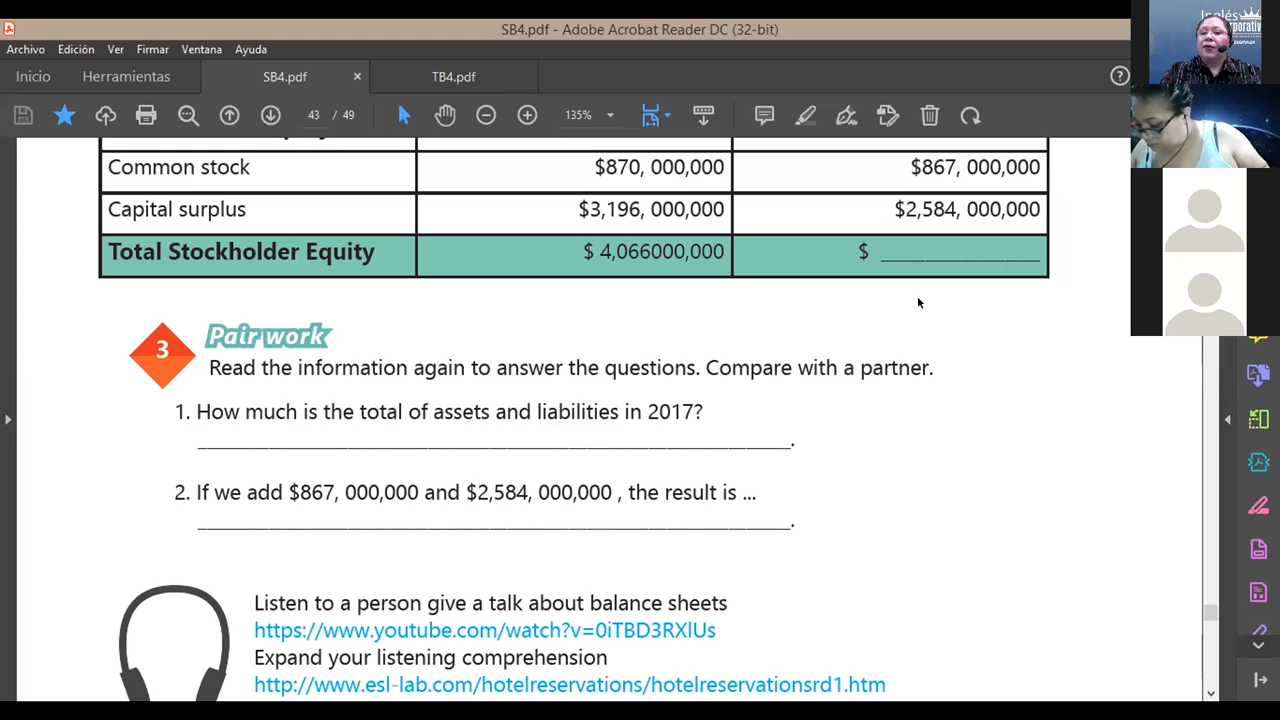 SB4.pdf - Adobe Acrobat Reader DC (32-bit)
Archivo Edición Ver Firmar Ventana Ayuda
Inicio Herramientas SB4.pdf × TB4.pdf
43 / 49 135%
Common stock $870, 000,000 $867, 000,000
Capital surplus $3,196, 000,000 $2,584, 000,000
Total Stockholder Equity $ 4,066000,000 $ _______________
3 Pair work
Read the information again to answer the questions. Compare with a partner.
1. How much is the total of assets and liabilities in 2017?
_______________________________________________________.
2. If we add $867, 000,000 and $2,584, 000,000 , the result is ...
_______________________________________________________.
Listen to a person give a talk about balance sheets
https://www.youtube.com/watch?v=0iTBD3RXlUs
Expand your listening comprehension
http://www.esl-lab.com/hotelreservations/hotelreservationsrd1.htm
Inglés